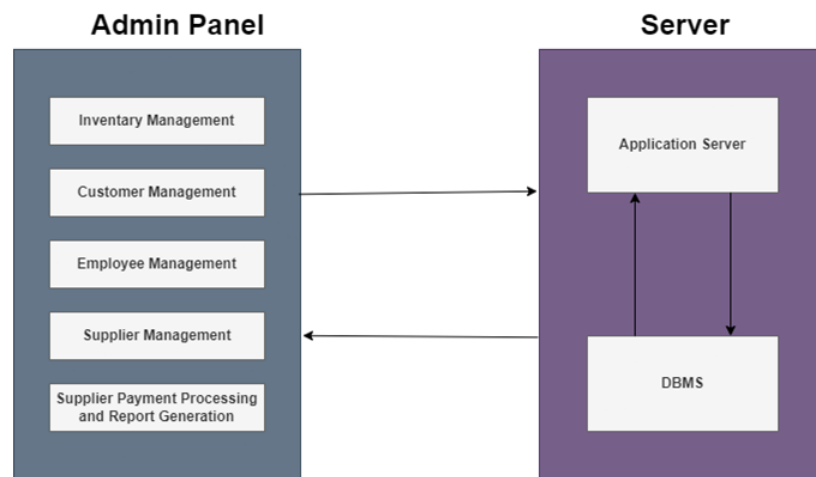 Admin Panel
Server
Inventary Management
Application Server
Customer Management
Employee Management
Supplier Management
DBMS
Supplier Payment Processing
and Report Generation